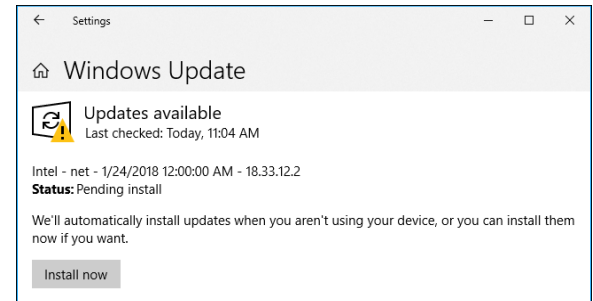 Settings
Windows Update
Updates available
Last checked: Today, 11:04 AM
Intel - net - 1/24/2018 12:00:00 AM - 18.33.12.2
Status: Pending install
We'll automatically install updates when you aren't using your device, or you can install them
now if you want.
Install now